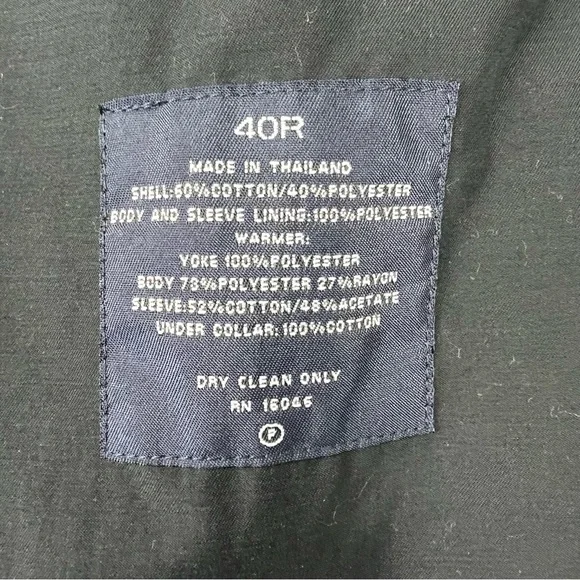 40R
MADE IN THAILAND
SHELL:60%COTTON/40%POLYESTER
BODY AND SLEEVE LINING:100%POLYESTER
WARMER:
YOKE 100%POLYESTER
BODY 73%POLYESTER 27%RAYON
SLEEVE:52%COTTON/48%ACETATE
UNDER COLLAR:100%COTTON
DRY CLEAN ONLY
RN 16046
P